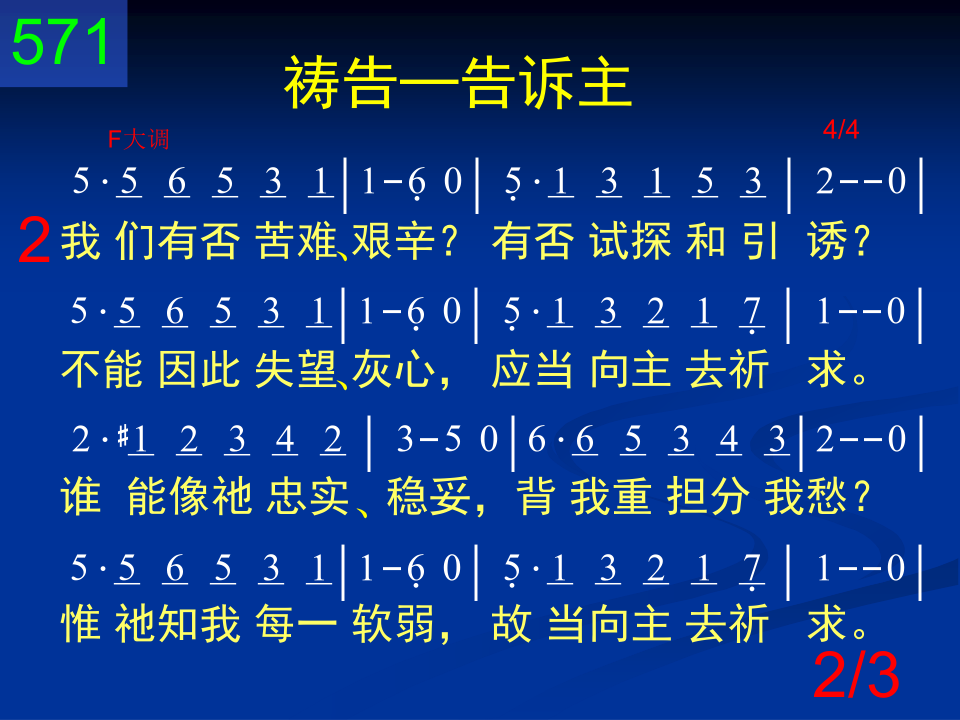 571
祷告—告诉主
F大调
4/4
5·5 6 5 3 1|1-6 0| 5·1 3 1 5 3| 2--0|
2
我们有否苦难、艰辛？有否试探和引诱？
5·5 6 5 3 1|1-6 0| 5·1 3 2 1 7| 1--0|
不能因此失望、灰心，应当向主去祈求。
2·#1 2 3 4 2| 3-5 0|6·6 5 3 4 3|2--0|
谁能像祂忠实、稳妥，背我重担分我愁？
5·5 6 5 3 1|1-6 0| 5·1 3 2 1 7| 1--0|
惟祂知我每一软弱，故当向主去祈求。
2/3